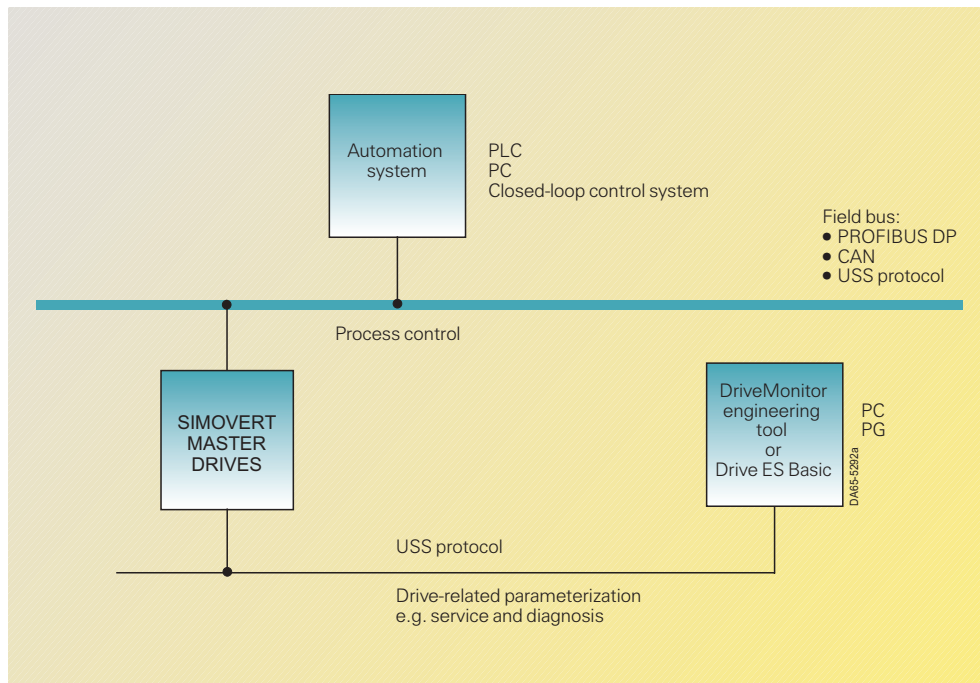 Automation
system
PLC
PC
Closed-loop control system
Field bus:
• PROFIBUS DP
• CAN
• USS protocol
Process control
SIMOVERT
MASTER
DRIVES
DriveMonitor
engineering
tool
or
Drive ES Basic
PC
PG
DA65-5292a
USS protocol
Drive-related parameterization
e.g. service and diagnosis